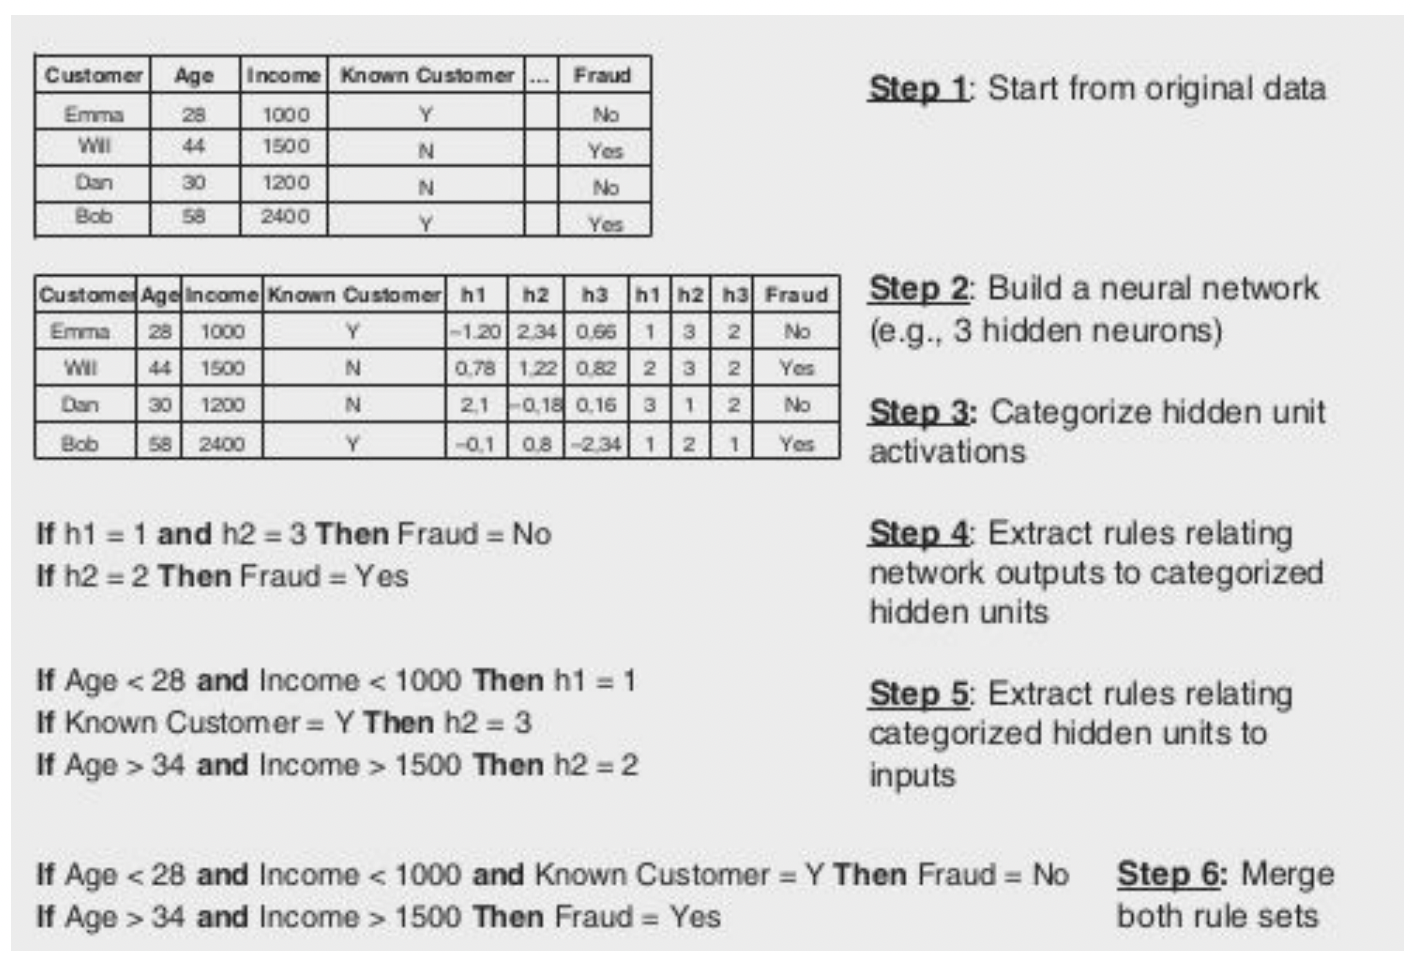 Customer Age Income Known Customer ... Fraud
Emma 28 1000 Y No
Will 44 1500 N Yes
Dan 30 1200 N No
Bob 58 2400 Y Yes
Step 1: Start from original data
Customer Age Income Known Customer h1 h2 h3 h1 h2 h3 Fraud
Emma 28 1000 Y −1.20 2,34 0,66 1 3 2 No
Will 44 1500 N 0,78 1,22 0,82 2 3 2 Yes
Dan 30 1200 N 2,1 −0,18 0,16 3 1 2 No
Bob 58 2400 Y −0,1 0,8 −2,34 1 2 1 Yes
Step 2: Build a neural network
(e.g., 3 hidden neurons)
Step 3: Categorize hidden unit
activations
If h1 = 1 and h2 = 3 Then Fraud = No
If h2 = 2 Then Fraud = Yes
Step 4: Extract rules relating
network outputs to categorized
hidden units
If Age < 28 and Income < 1000 Then h1 = 1
If Known Customer = Y Then h2 = 3
If Age > 34 and Income > 1500 Then h2 = 2
Step 5: Extract rules relating
categorized hidden units to
inputs
If Age < 28 and Income < 1000 and Known Customer = Y Then Fraud = No
If Age > 34 and Income > 1500 Then Fraud = Yes
Step 6: Merge
both rule sets